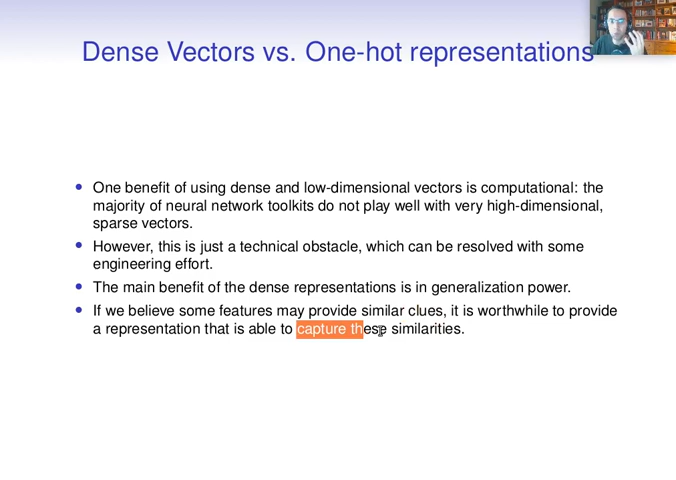 Dense Vectors vs. One-hot representations
• One benefit of using dense and low-dimensional vectors is computational: the
majority of neural network toolkits do not play well with very high-dimensional,
sparse vectors.
• However, this is just a technical obstacle, which can be resolved with some
engineering effort.
• The main benefit of the dense representations is in generalization power.
• If we believe some features may provide similar clues, it is worthwhile to provide
a representation that is able to capture these similarities.